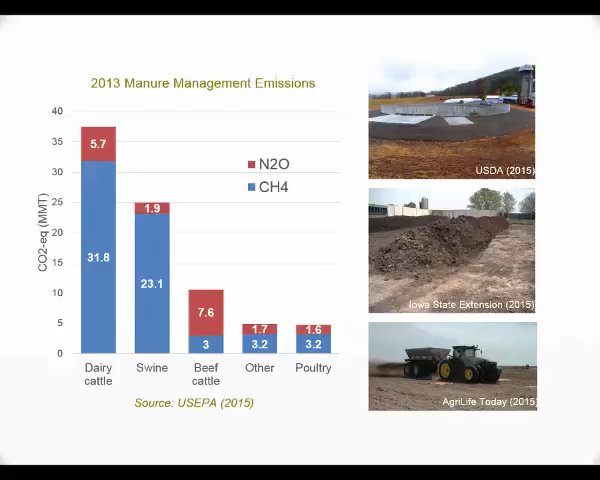 2013 Manure Management Emissions
40
35
30
25
20
15
10
5
0
CO2-eq (MMT)
5.7
31.8
1.9
23.1
7.6
3
1.7
3.2
1.6
3.2
N2O
CH4
Dairy cattle
Swine
Beef cattle
Other
Poultry
Source: USEPA (2015)
USDA (2015)
Iowa State Extension (2015)
AgriLife Today (2015)